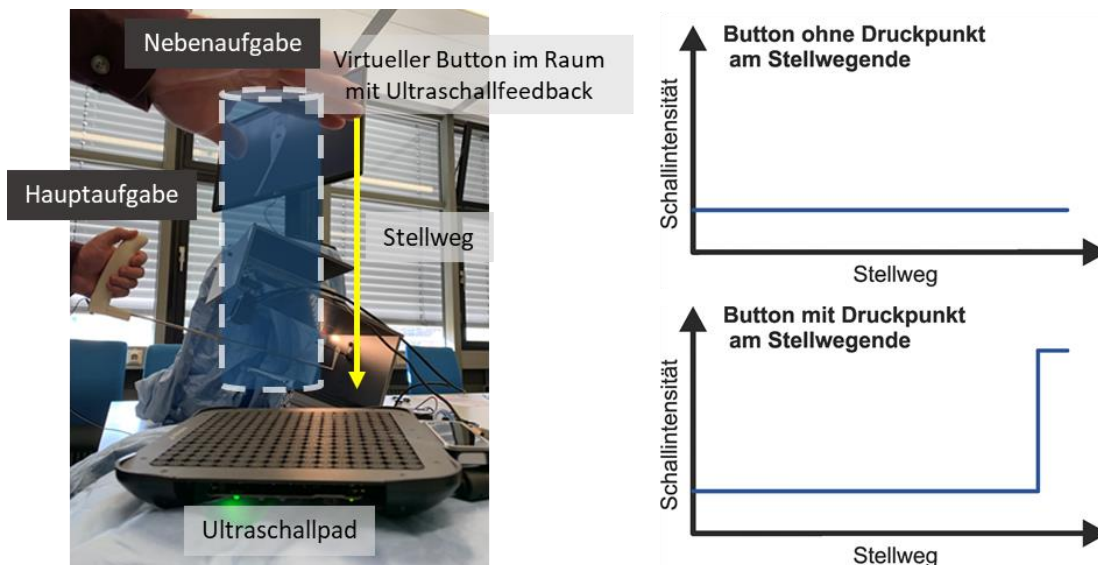 Nebenaufgabe
Virtueller Button im Raum
mit Ultraschallfeedback
Hauptaufgabe
Stellweg
Ultraschallpad
Button ohne Druckpunkt
am Stellwegende
Schallintensität
Stellweg
Button mit Druckpunkt
am Stellwegende
Schallintensität
Stellweg